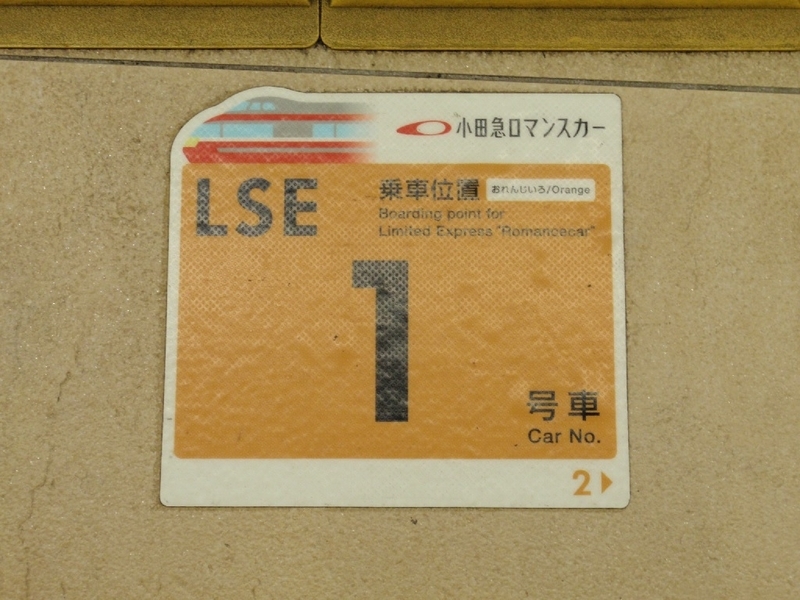 小田急ロマンスカー
LSE
乗車位置 おれんじいろ/Orange
Boarding point for
Limited Express "Romancecar"
1
号車
Car No.
2